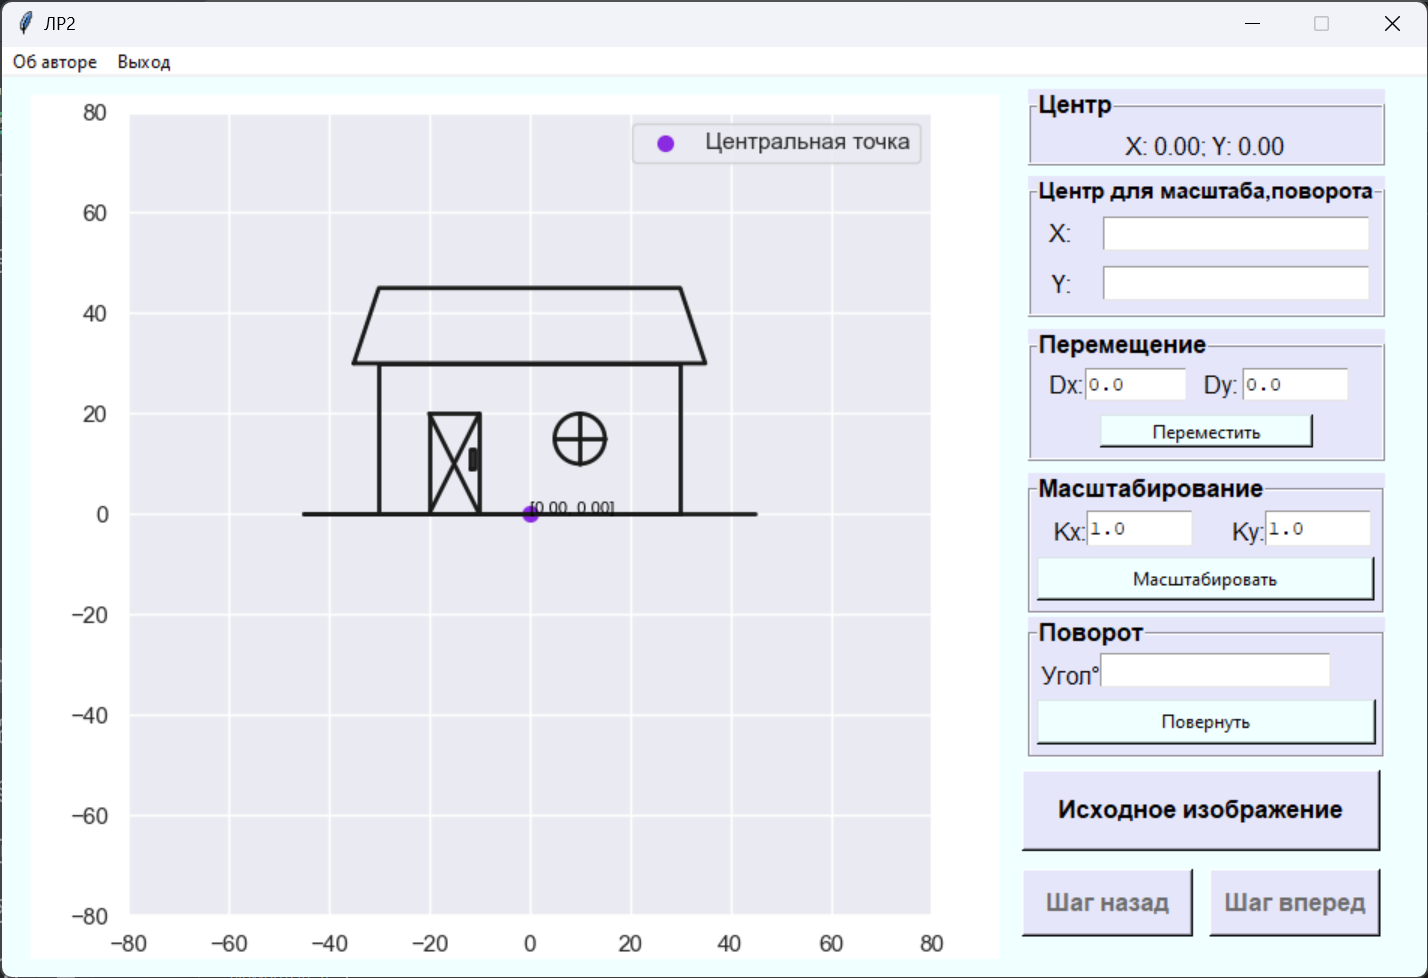 ЛР2
Об авторе Выход
80
60
40
20
0
−20
−40
−60
−80
−80 −60 −40 −20 0 20 40 60 80
Центральная точка
[0.00, 0.00]
Центр
X: 0.00; Y: 0.00
Центр для масштаба,поворота
X:
Y:
Перемещение
Dx: 0.0 Dy: 0.0
Переместить
Масштабирование
Kx: 1.0 Ky: 1.0
Масштабировать
Поворот
Угол°
Повернуть
Исходное изображение
Шаг назад Шаг вперед